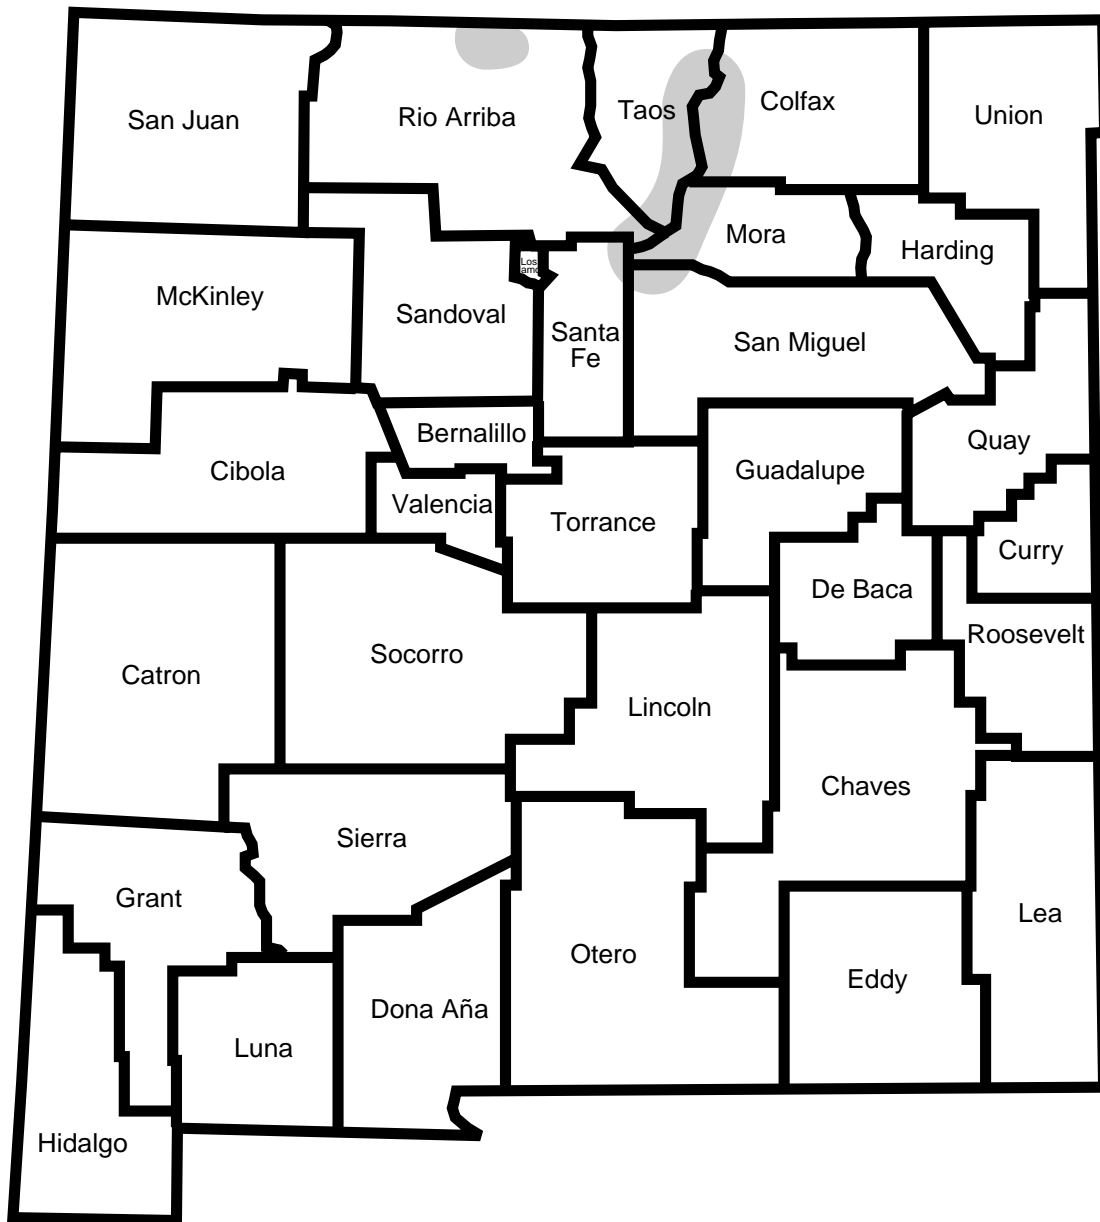 San Juan
Rio Arriba
Taos
Colfax
Union
Mora
Harding
McKinley
Los
amo
Sandoval
Santa
Fe
San Miguel
Bernalillo
Quay
Cibola
Guadalupe
Valencia
Torrance
Curry
De Baca
Roosevelt
Socorro
Catron
Lincoln
Chaves
Sierra
Grant
Lea
Otero
Eddy
Dona Aña
Luna
Hidalgo